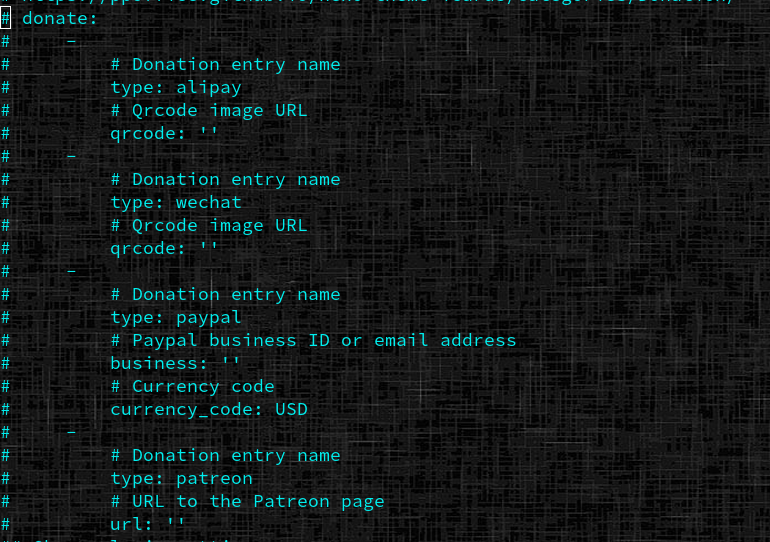 # donate:
#     -
#         # Donation entry name
#         type: alipay
#         # Qrcode image URL
#         qrcode: ''
#     -
#         # Donation entry name
#         type: wechat
#         # Qrcode image URL
#         qrcode: ''
#     -
#         # Donation entry name
#         type: paypal
#         # Paypal business ID or email address
#         business: ''
#         # Currency code
#         currency_code: USD
#     -
#         # Donation entry name
#         type: patreon
#         # URL to the Patreon page
#         url: ''